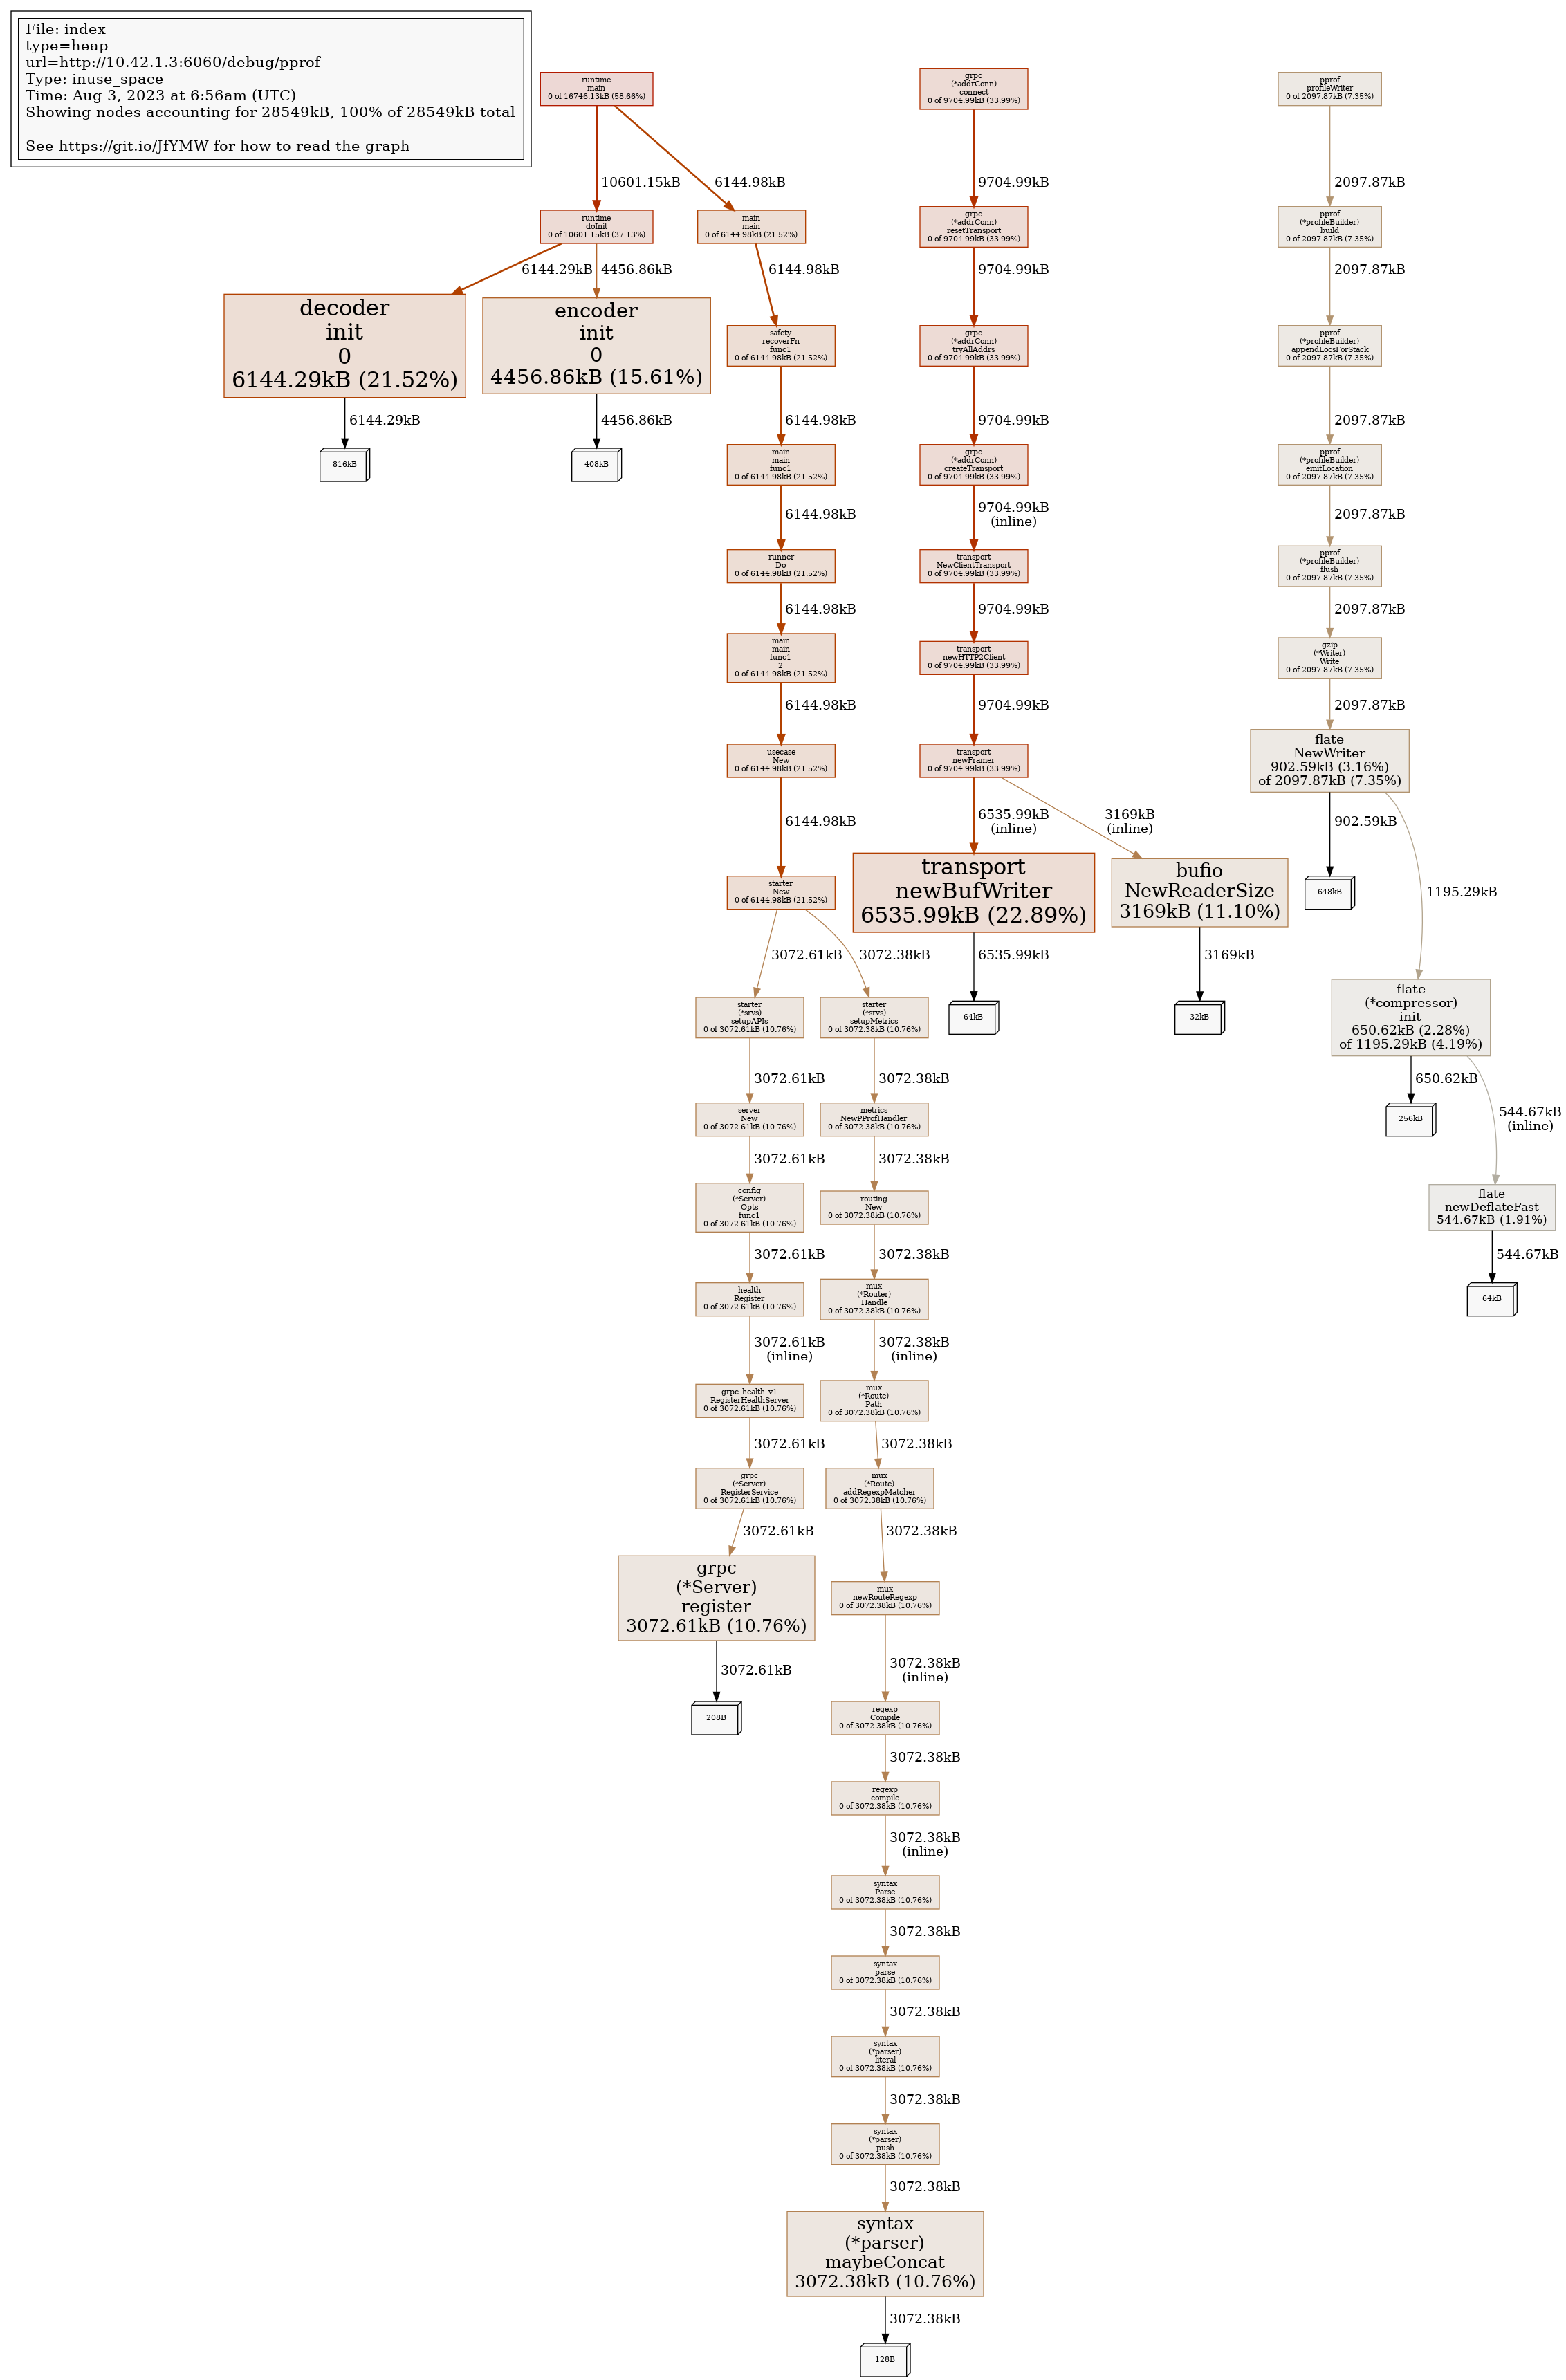 File: index
type=heap
url=http://10.42.1.3:6060/debug/pprof
Type: inuse_space
Time: Aug 3, 2023 at 6:56am (UTC)
Showing nodes accounting for 28549kB, 100% of 28549kB total
See https://git.io/JfYMW for how to read the graph
runtime
main
0 of 16746.13kB (58.66%)
10601.15kB
6144.98kB
runtime
doInit
0 of 10601.15kB (37.13%)
6144.29kB
4456.86kB
decoder
init
0
6144.29kB (21.52%)
6144.29kB
816kB
encoder
init
0
4456.86kB (15.61%)
4456.86kB
408kB
main
main
0 of 6144.98kB (21.52%)
6144.98kB
safety
recoverFn
func1
0 of 6144.98kB (21.52%)
6144.98kB
main
main
func1
0 of 6144.98kB (21.52%)
6144.98kB
runner
Do
0 of 6144.98kB (21.52%)
6144.98kB
main
main
func1
2
0 of 6144.98kB (21.52%)
6144.98kB
usecase
New
0 of 6144.98kB (21.52%)
6144.98kB
starter
New
0 of 6144.98kB (21.52%)
3072.61kB
3072.38kB
starter
(*srvs)
setupAPIs
0 of 3072.61kB (10.76%)
3072.61kB
server
New
0 of 3072.61kB (10.76%)
3072.61kB
config
(*Server)
Opts
func1
0 of 3072.61kB (10.76%)
3072.61kB
health
Register
0 of 3072.61kB (10.76%)
3072.61kB
(inline)
grpc_health_v1
RegisterHealthServer
0 of 3072.61kB (10.76%)
3072.61kB
grpc
(*Server)
RegisterService
0 of 3072.61kB (10.76%)
3072.61kB
grpc
(*Server)
register
3072.61kB (10.76%)
3072.61kB
208B
starter
(*srvs)
setupMetrics
0 of 3072.38kB (10.76%)
3072.38kB
metrics
NewPProfHandler
0 of 3072.38kB (10.76%)
3072.38kB
routing
New
0 of 3072.38kB (10.76%)
3072.38kB
mux
(*Router)
Handle
0 of 3072.38kB (10.76%)
3072.38kB
(inline)
mux
(*Route)
Path
0 of 3072.38kB (10.76%)
3072.38kB
mux
(*Route)
addRegexpMatcher
0 of 3072.38kB (10.76%)
3072.38kB
mux
newRouteRegexp
0 of 3072.38kB (10.76%)
3072.38kB
(inline)
regexp
Compile
0 of 3072.38kB (10.76%)
3072.38kB
regexp
compile
0 of 3072.38kB (10.76%)
3072.38kB
(inline)
syntax
Parse
0 of 3072.38kB (10.76%)
3072.38kB
syntax
parse
0 of 3072.38kB (10.76%)
3072.38kB
syntax
(*parser)
literal
0 of 3072.38kB (10.76%)
3072.38kB
syntax
(*parser)
push
0 of 3072.38kB (10.76%)
3072.38kB
syntax
(*parser)
maybeConcat
3072.38kB (10.76%)
3072.38kB
128B
grpc
(*addrConn)
connect
0 of 9704.99kB (33.99%)
9704.99kB
grpc
(*addrConn)
resetTransport
0 of 9704.99kB (33.99%)
9704.99kB
grpc
(*addrConn)
tryAllAddrs
0 of 9704.99kB (33.99%)
9704.99kB
grpc
(*addrConn)
createTransport
0 of 9704.99kB (33.99%)
9704.99kB
(inline)
transport
NewClientTransport
0 of 9704.99kB (33.99%)
9704.99kB
transport
newHTTP2Client
0 of 9704.99kB (33.99%)
9704.99kB
transport
newFramer
0 of 9704.99kB (33.99%)
6535.99kB
(inline)
3169kB
(inline)
transport
newBufWriter
6535.99kB (22.89%)
6535.99kB
64kB
bufio
NewReaderSize
3169kB (11.10%)
3169kB
32kB
pprof
profileWriter
0 of 2097.87kB (7.35%)
2097.87kB
pprof
(*profileBuilder)
build
0 of 2097.87kB (7.35%)
2097.87kB
pprof
(*profileBuilder)
appendLocsForStack
0 of 2097.87kB (7.35%)
2097.87kB
pprof
(*profileBuilder)
emitLocation
0 of 2097.87kB (7.35%)
2097.87kB
pprof
(*profileBuilder)
flush
0 of 2097.87kB (7.35%)
2097.87kB
gzip
(*Writer)
Write
0 of 2097.87kB (7.35%)
2097.87kB
flate
NewWriter
902.59kB (3.16%)
of 2097.87kB (7.35%)
902.59kB
648kB
1195.29kB
flate
(*compressor)
init
650.62kB (2.28%)
of 1195.29kB (4.19%)
650.62kB
256kB
544.67kB
(inline)
flate
newDeflateFast
544.67kB (1.91%)
544.67kB
64kB